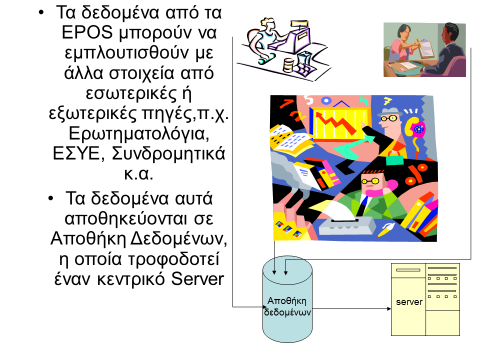 • Τα δεδομένα από τα
EPOS μπορούν να
εμπλουτισθούν με
άλλα στοιχεία από
εσωτερικές ή
εξωτερικές πηγές,π.χ.
Ερωτηματολόγια,
ΕΣΥΕ, Συνδρομητικά
κ.α.
• Τα δεδομένα αυτά
αποθηκεύονται σε
Αποθήκη Δεδομένων,
η οποία τροφοδοτεί
έναν κεντρικό Server
Αποθήκη
δεδομένων
server